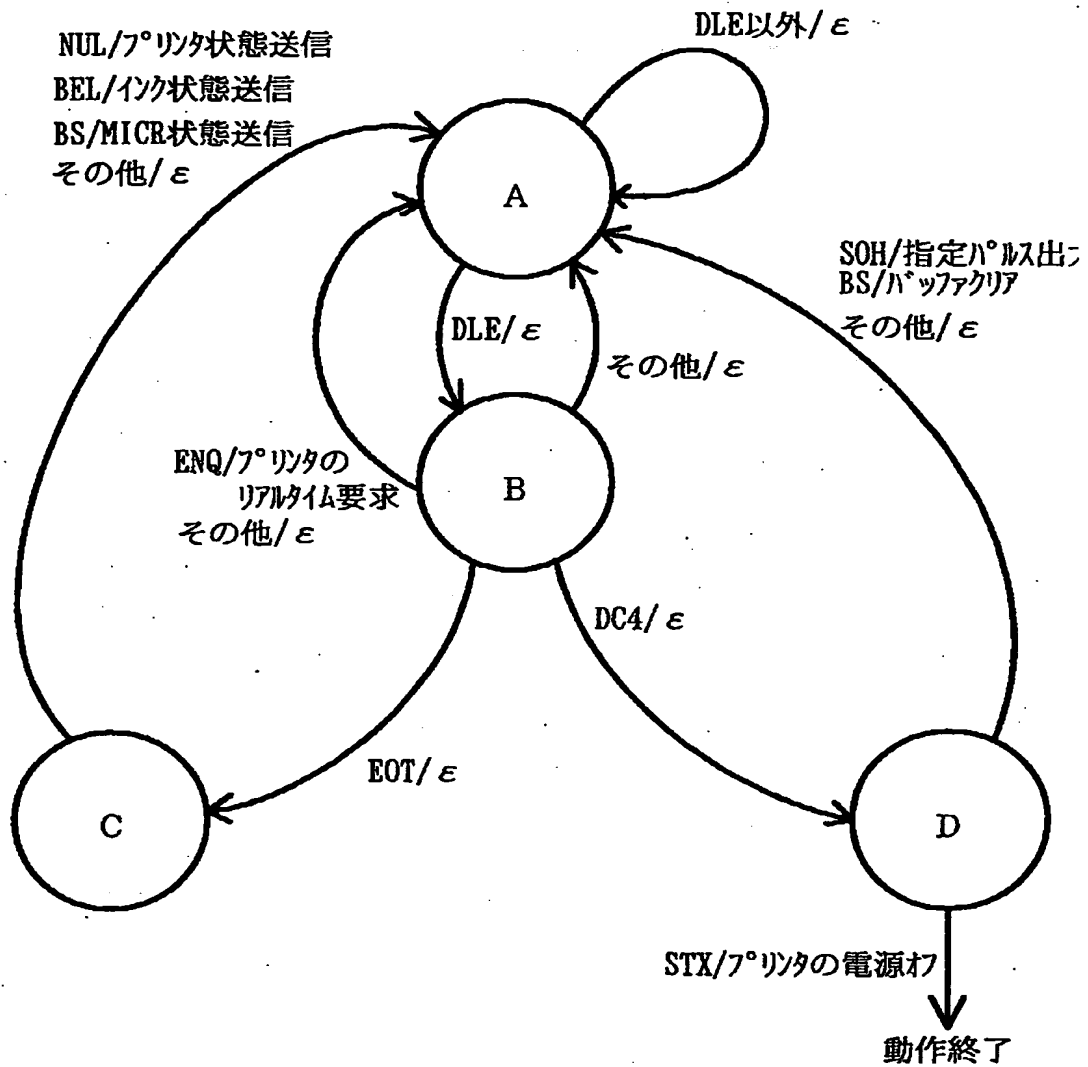 DLE以外/ε
NUL/プリンタ状態送信
BEL/インク状態送信
BS/MICR状態送信
その他/ε
A
SOH/指定パルス出
BS/バッファクリア
その他/ε
DLE/ε
その他/ε
ENQ/プリンタの
リアルタイム要求
その他/ε
B
DC4/ε
EOT/ε
C
D
STX/プリンタの電源オフ
動作終了